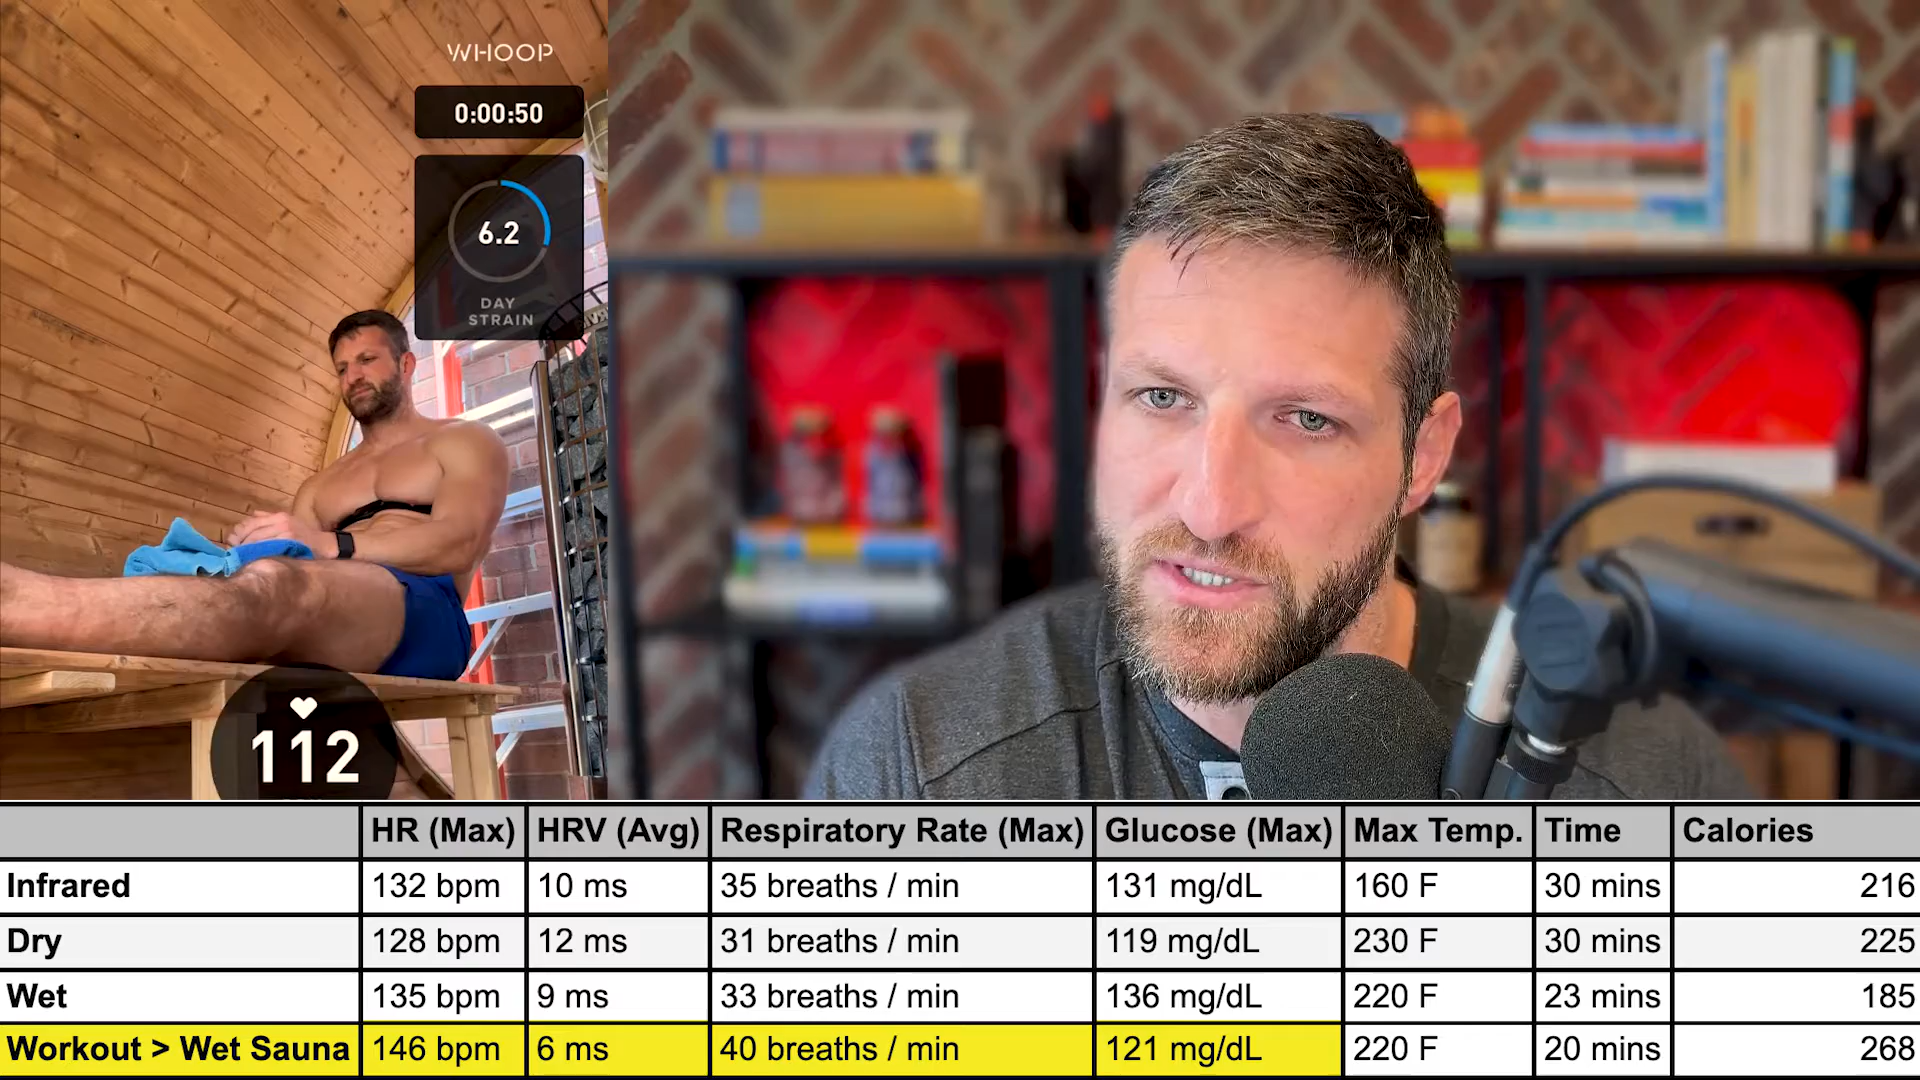 WHOOP
0:00:50
6.2
DAY
STRAIN
112
HR (Max) HRV (Avg) Respiratory Rate (Max) Glucose (Max) Max Temp. Time Calories
Infrared 132 bpm 10 ms 35 breaths / min 131 mg/dL 160 F 30 mins 216
Dry 128 bpm 12 ms 31 breaths / min 119 mg/dL 230 F 30 mins 225
Wet 135 bpm 9 ms 33 breaths / min 136 mg/dL 220 F 23 mins 185
Workout > Wet Sauna 146 bpm 6 ms 40 breaths / min 121 mg/dL 220 F 20 mins 268